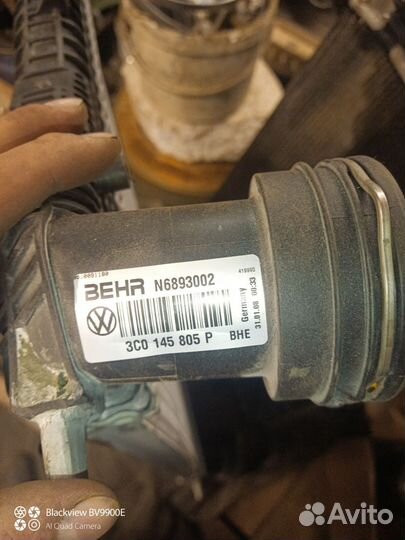 BEHR N6893002
3C0 145 805 P BHE
Germany
31.01.06
Blackview BV9900E
AI Quad Camera
Avito